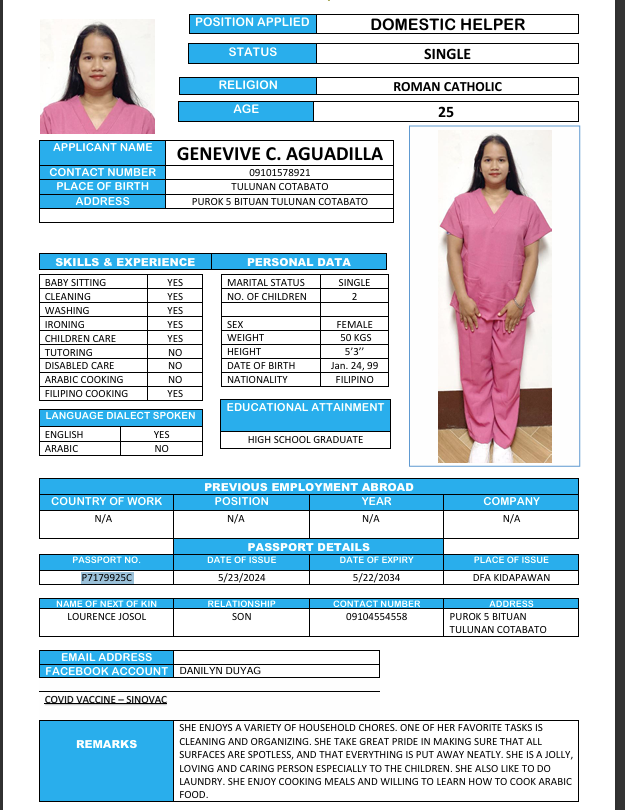 POSITION APPLIED DOMESTIC HELPER
STATUS SINGLE
RELIGION ROMAN CATHOLIC
AGE 25
APPLICANT NAME GENEVIVE C. AGUADILLA
CONTACT NUMBER 09101578921
PLACE OF BIRTH TULUNAN COTABATO
ADDRESS PUROK 5 BITUAN TULUNAN COTABATO
SKILLS & EXPERIENCE PERSONAL DATA
BABY SITTING YES MARITAL STATUS SINGLE
CLEANING YES NO. OF CHILDREN 2
WASHING YES
IRONING YES SEX FEMALE
CHILDREN CARE YES WEIGHT 50 KGS
TUTORING NO HEIGHT 5’3’’
DISABLED CARE NO DATE OF BIRTH Jan. 24, 99
ARABIC COOKING NO NATIONALITY FILIPINO
FILIPINO COOKING YES
LANGUAGE DIALECT SPOKEN EDUCATIONAL ATTAINMENT
ENGLISH YES HIGH SCHOOL GRADUATE
ARABIC NO
PREVIOUS EMPLOYMENT ABROAD
COUNTRY OF WORK POSITION YEAR COMPANY
N/A N/A N/A N/A
PASSPORT DETAILS
PASSPORT NO. DATE OF ISSUE DATE OF EXPIRY PLACE OF ISSUE
P7179925C 5/23/2024 5/22/2034 DFA KIDAPAWAN
NAME OF NEXT OF KIN RELATIONSHIP CONTACT NUMBER ADDRESS
LOURENCE JOSOL SON 09104554558 PUROK 5 BITUAN
TULUNAN COTABATO
EMAIL ADDRESS
FACEBOOK ACCOUNT DANILYN DUYAG
COVID VACCINE – SINOVAC
REMARKS
SHE ENJOYS A VARIETY OF HOUSEHOLD CHORES. ONE OF HER FAVORITE TASKS IS
CLEANING AND ORGANIZING. SHE TAKE GREAT PRIDE IN MAKING SURE THAT ALL
SURFACES ARE SPOTLESS, AND THAT EVERYTHING IS PUT AWAY NEATLY. SHE IS A JOLLY,
LOVING AND CARING PERSON ESPECIALLY TO THE CHILDREN. SHE ALSO LIKE TO DO
LAUNDRY. SHE ENJOY COOKING MEALS AND WILLING TO LEARN HOW TO COOK ARABIC
FOOD.